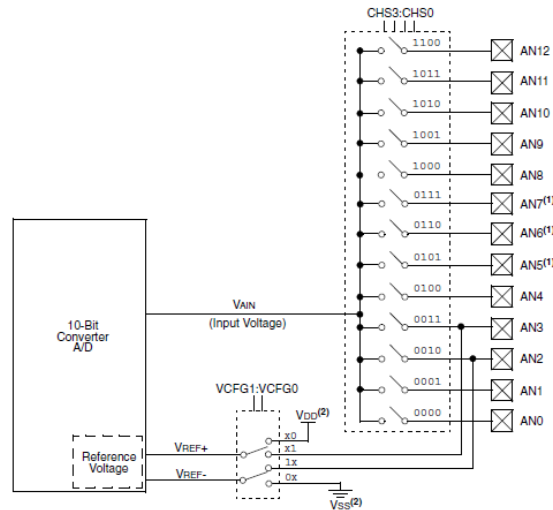 CHS3:CHS0
1100 AN12
1011 AN11
1010 AN10
1001 AN9
1000 AN8
0111 AN7(1)
0110 AN6(1)
0101 AN5(1)
0100 AN4
VAIN
(Input Voltage)
10-Bit
Converter
A/D
0011 AN3
0010 AN2
0001 AN1
0000 AN0
VCFG1:VCFG0
VDD(2)
Reference
Voltage
VREF+
VREF-
x0
x1
1x
0x
VSS(2)